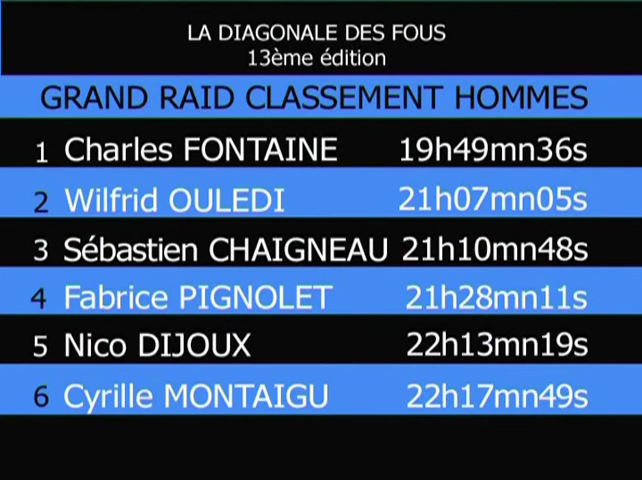 LA DIAGONALE DES FOUS
13ème édition
GRAND RAID CLASSEMENT HOMMES
1 Charles FONTAINE 19h49mn36s
2 Wilfrid OULEDI 21h07mn05s
3 Sébastien CHAIGNEAU 21h10mn48s
4 Fabrice PIGNOLET 21h28mn11s
5 Nico DIJOUX 22h13mn19s
6 Cyrille MONTAIGU 22h17mn49s